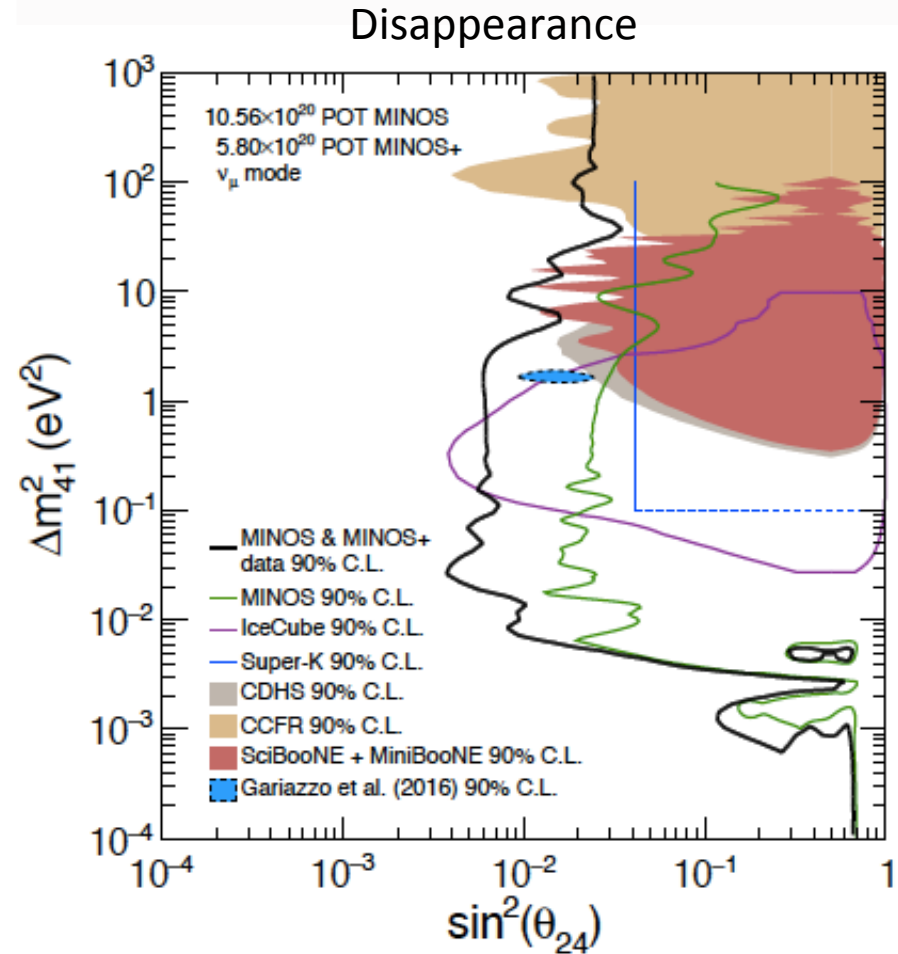 Disappearance
10³
10²
10
1
10⁻¹
10⁻²
10⁻³
10⁻⁴
Δm²₄₁ (eV²)
10.56×10²⁰ POT MINOS
5.80×10²⁰ POT MINOS+
νμ mode
MINOS & MINOS+
data 90% C.L.
MINOS 90% C.L.
IceCube 90% C.L.
Super-K 90% C.L.
CDHS 90% C.L.
CCFR 90% C.L.
SciBooNE + MiniBooNE 90% C.L.
Gariazzo et al. (2016) 90% C.L.
10⁻⁴ 10⁻³ 10⁻² 10⁻¹ 1
sin²(θ₂₄)